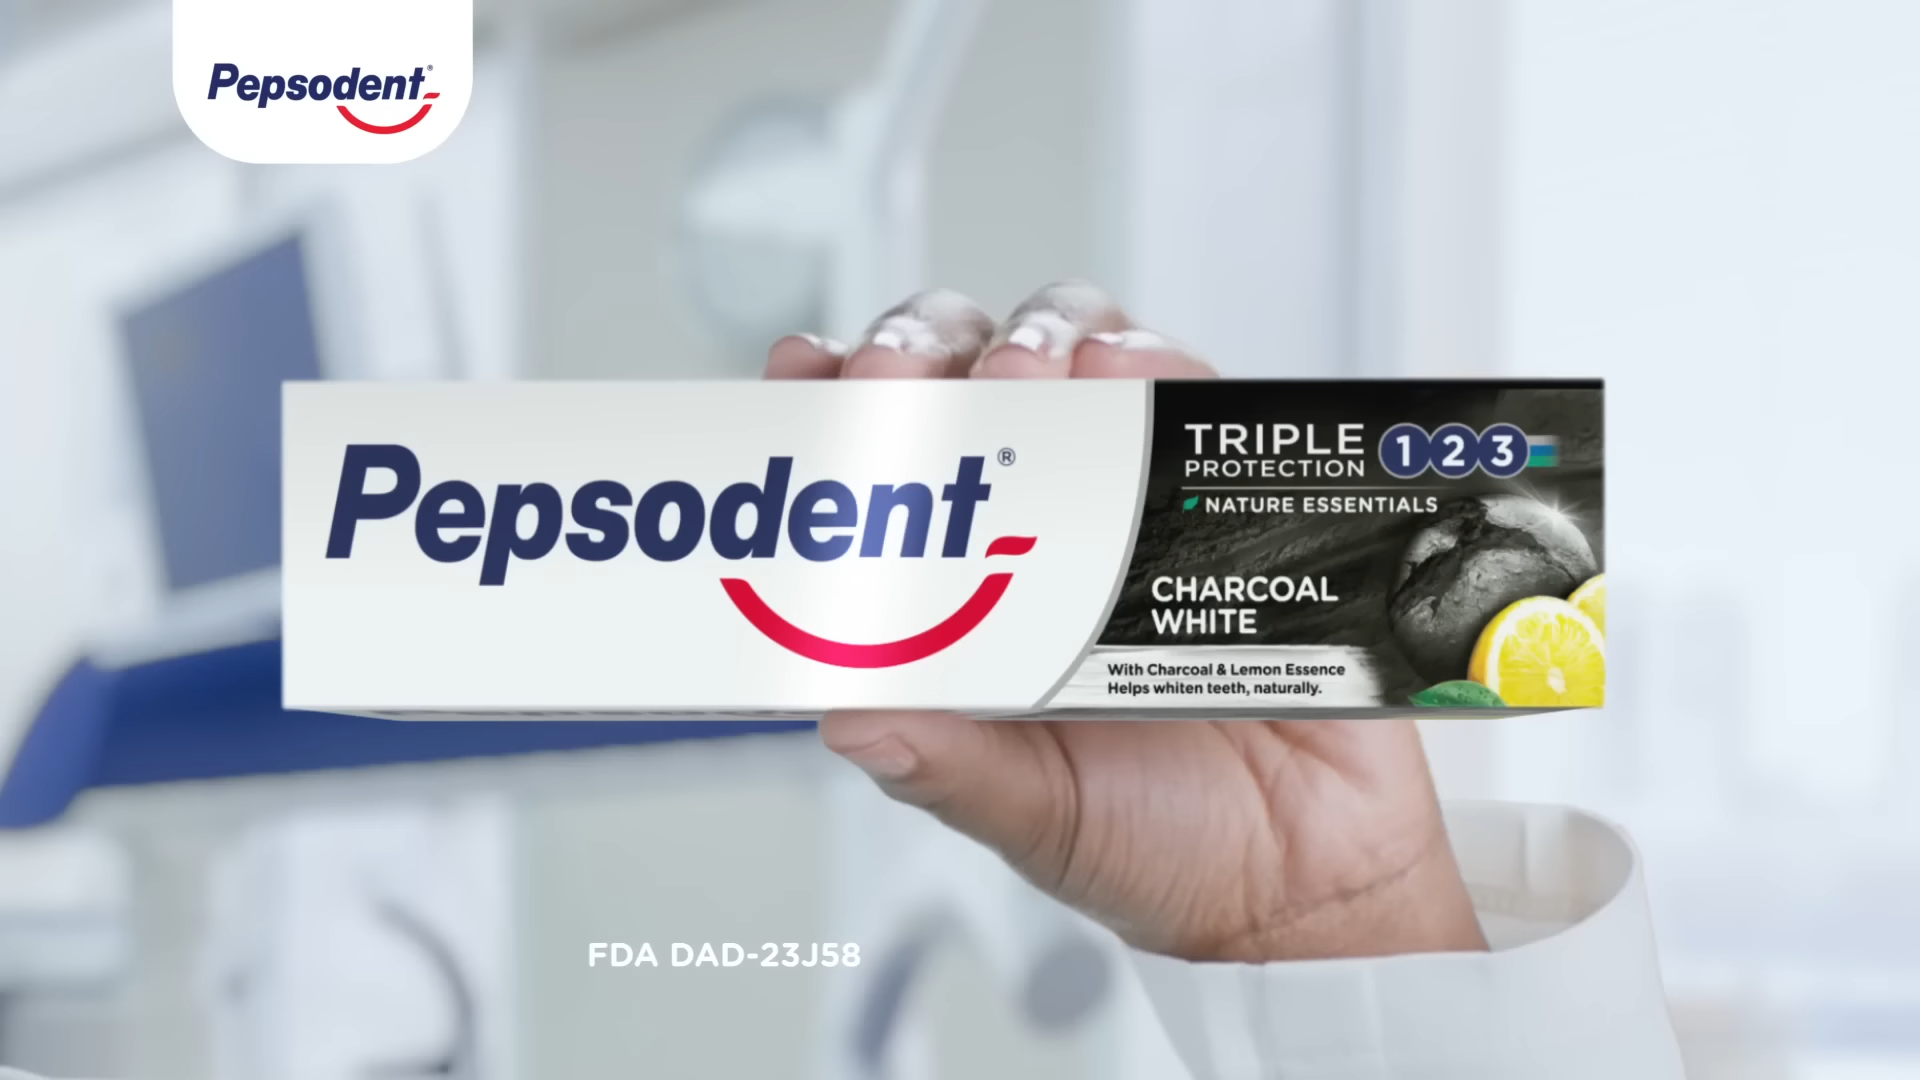 Pepsodent®
Pepsodent®
TRIPLE
PROTECTION
1 2 3
NATURE ESSENTIALS
CHARCOAL
WHITE
With Charcoal & Lemon Essence
Helps whiten teeth, naturally.
FDA DAD-23J58